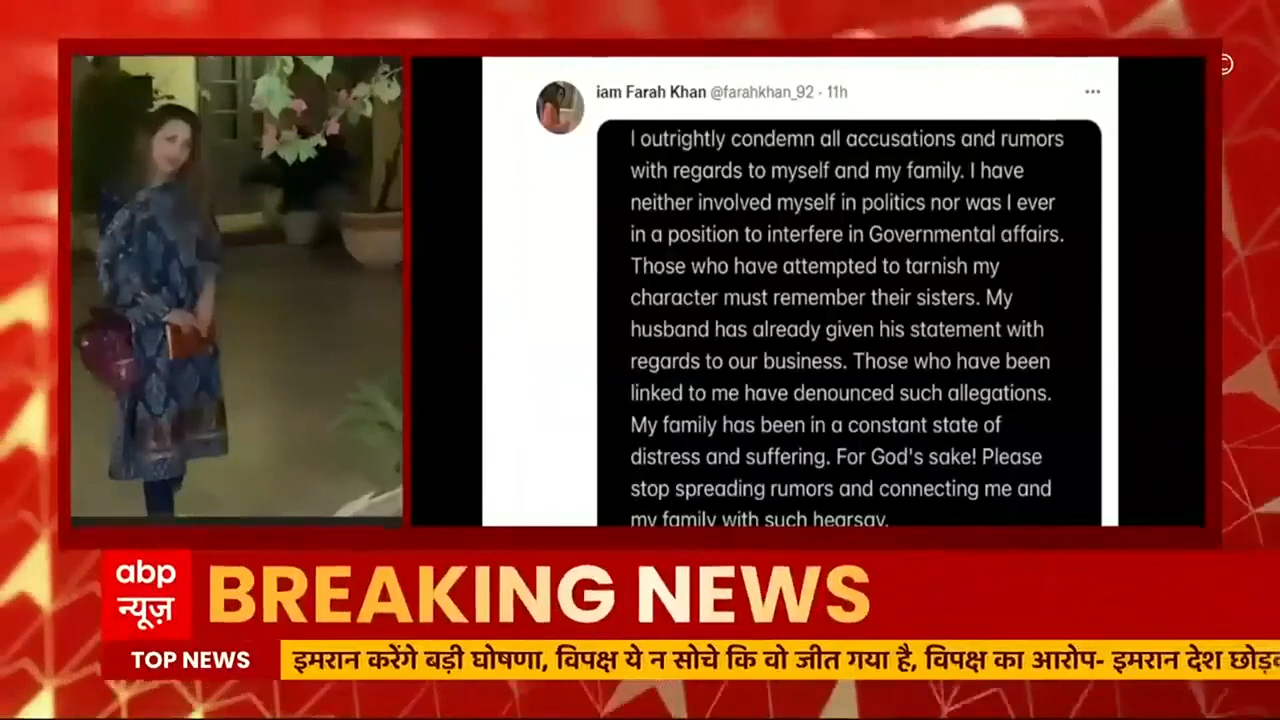 ©
iam Farah Khan @farahkhan_92 · 11h
I outrightly condemn all accusations and rumors
with regards to myself and my family. I have
neither involved myself in politics nor was I ever
in a position to interfere in Governmental affairs.
Those who have attempted to tarnish my
character must remember their sisters. My
husband has already given his statement with
regards to our business. Those who have been
linked to me have denounced such allegations.
My family has been in a constant state of
distress and suffering. For God's sake! Please
stop spreading rumors and connecting me and
my family with such hearsay.
abp
न्यूज़
BREAKING NEWS
TOP NEWS
इमरान करेंगे बड़ी घोषणा, विपक्ष ये न सोचे कि वो जीत गया है, विपक्ष का आरोप- इमरान देश